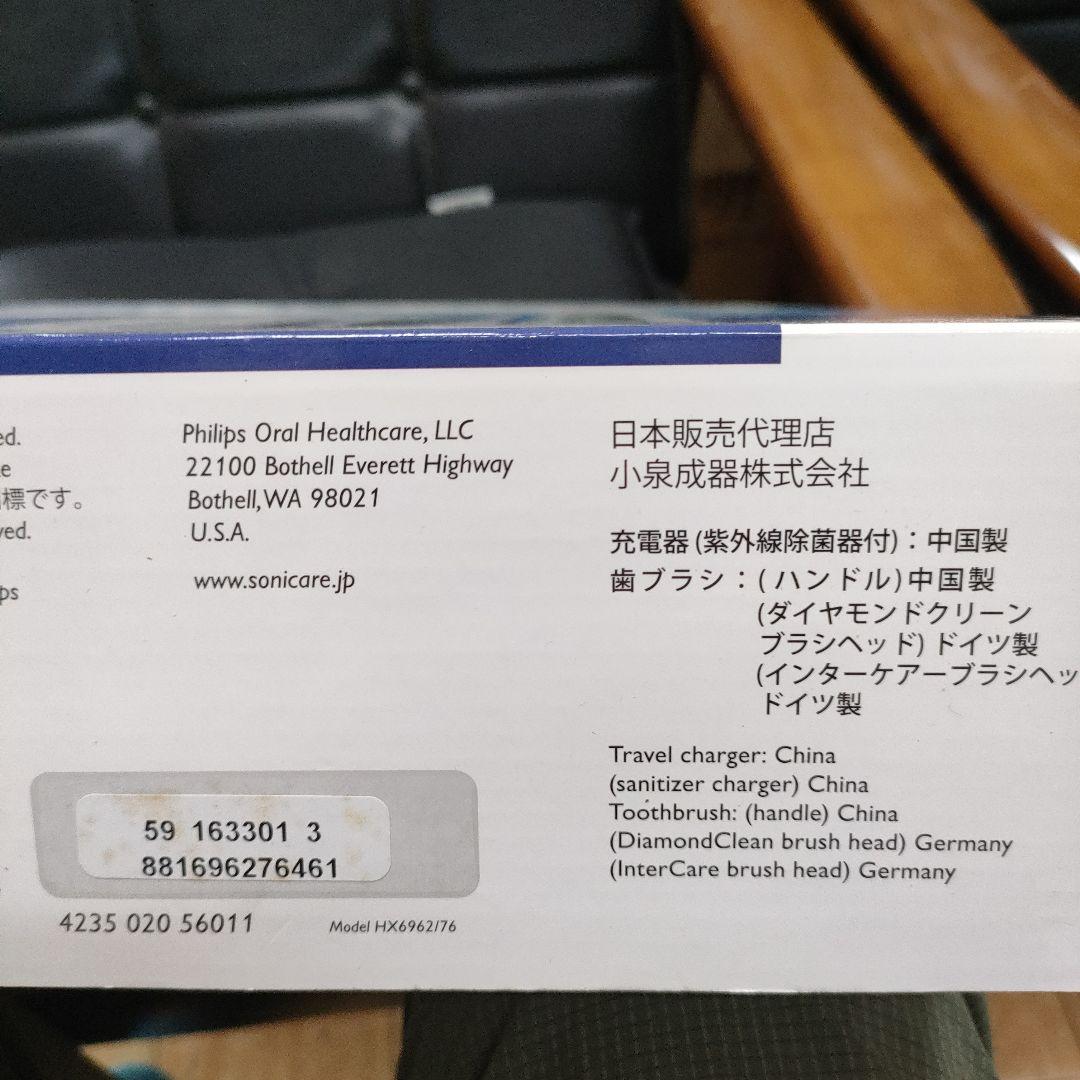 ed.
e
標です。
ved.
ps
Philips Oral Healthcare, LLC
22100 Bothell Everett Highway
Bothell, WA 98021
U.S.A.
www.sonicare.jp
日本販売代理店
小泉成器株式会社
充電器 (紫外線除菌器付)：中国製
歯ブラシ：( ハンドル) 中国製
(ダイヤモンドクリーン
ブラシヘッド) ドイツ製
(インターケアーブラシヘッ
ドイツ製
Travel charger: China
(sanitizer charger) China
Toothbrush: (handle) China
(DiamondClean brush head) Germany
(InterCare brush head) Germany
59 163301 3
881696276461
4235 020 56011
Model HX6962/76